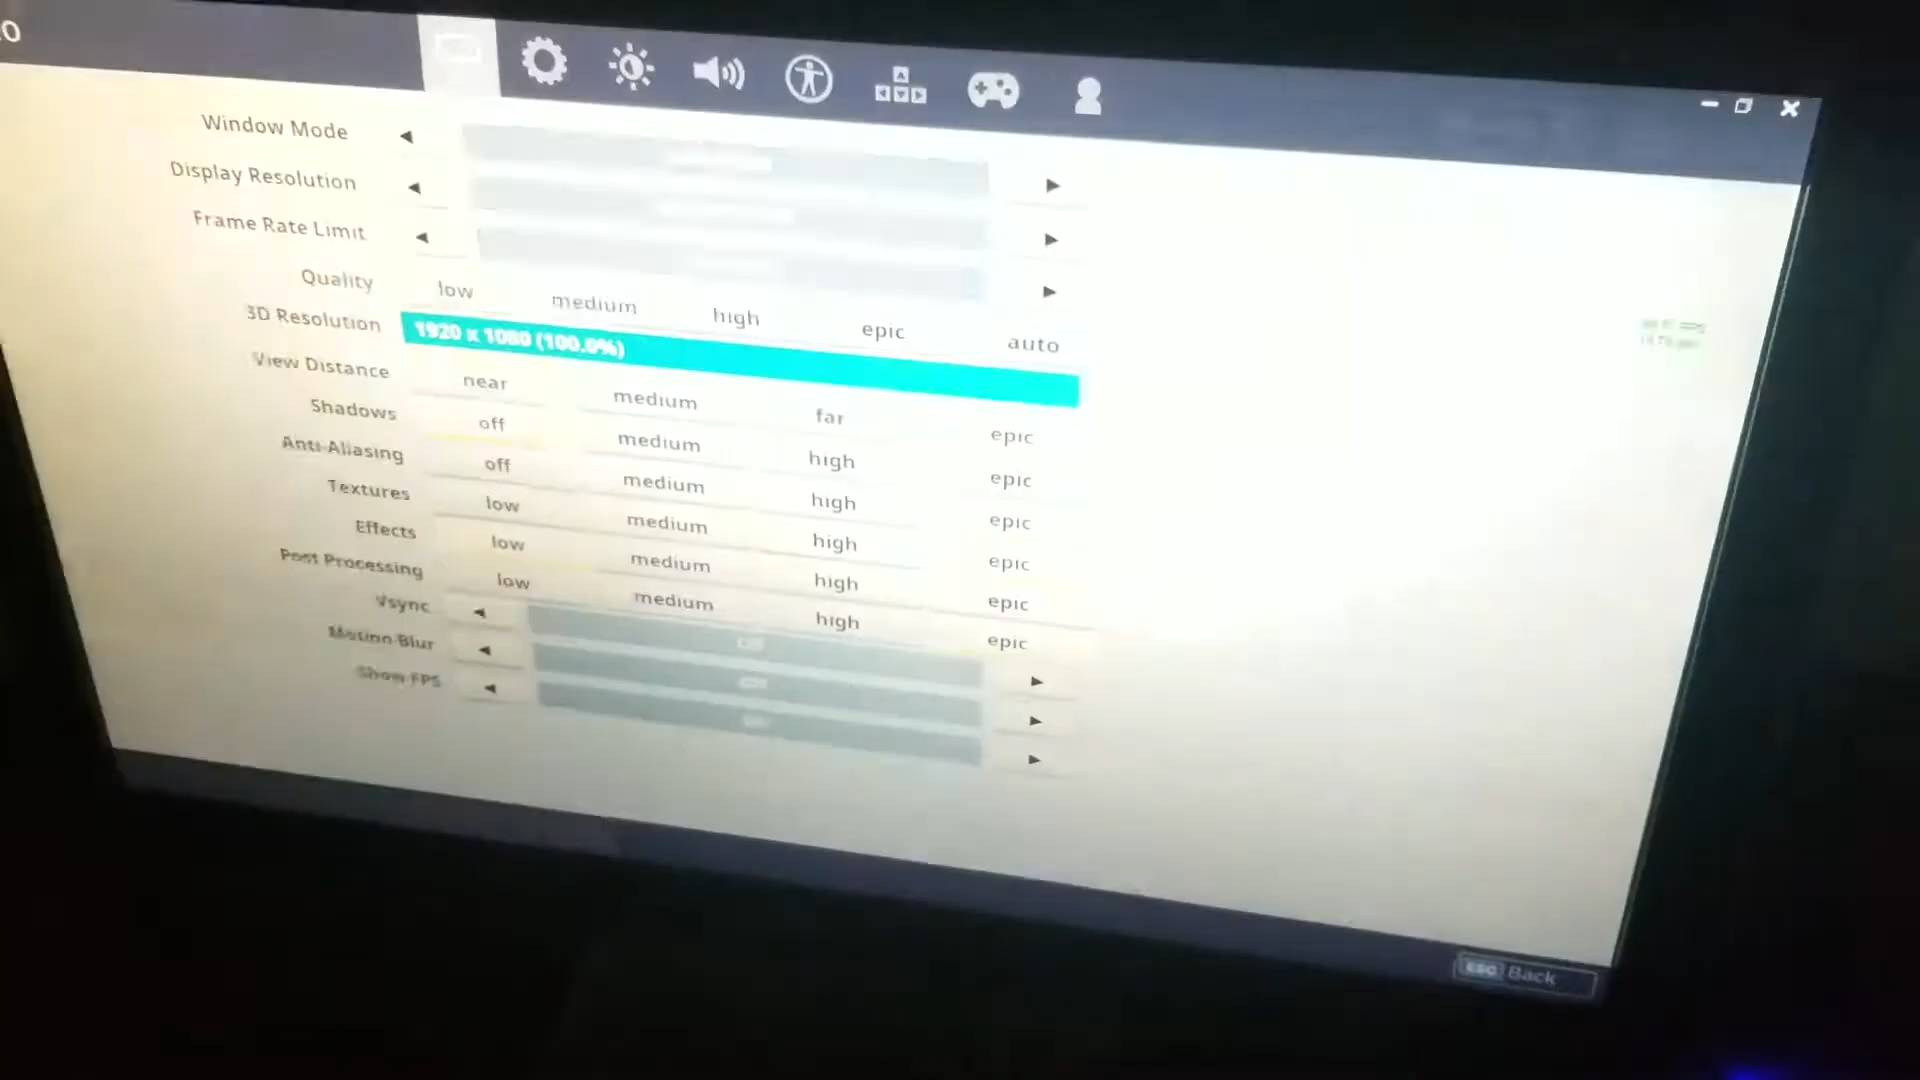 Window Mode
Display Resolution
Frame Rate Limit
Quality low medium high epic auto
3D Resolution 1920 x 1080 (100.0%)
View Distance near medium far epic
Shadows off medium high epic
Anti-Aliasing off medium high epic
Textures low medium high epic
Effects low medium high epic
Post Processing low medium high epic
Vsync
Motion Blur
Show FPS
ESC Back